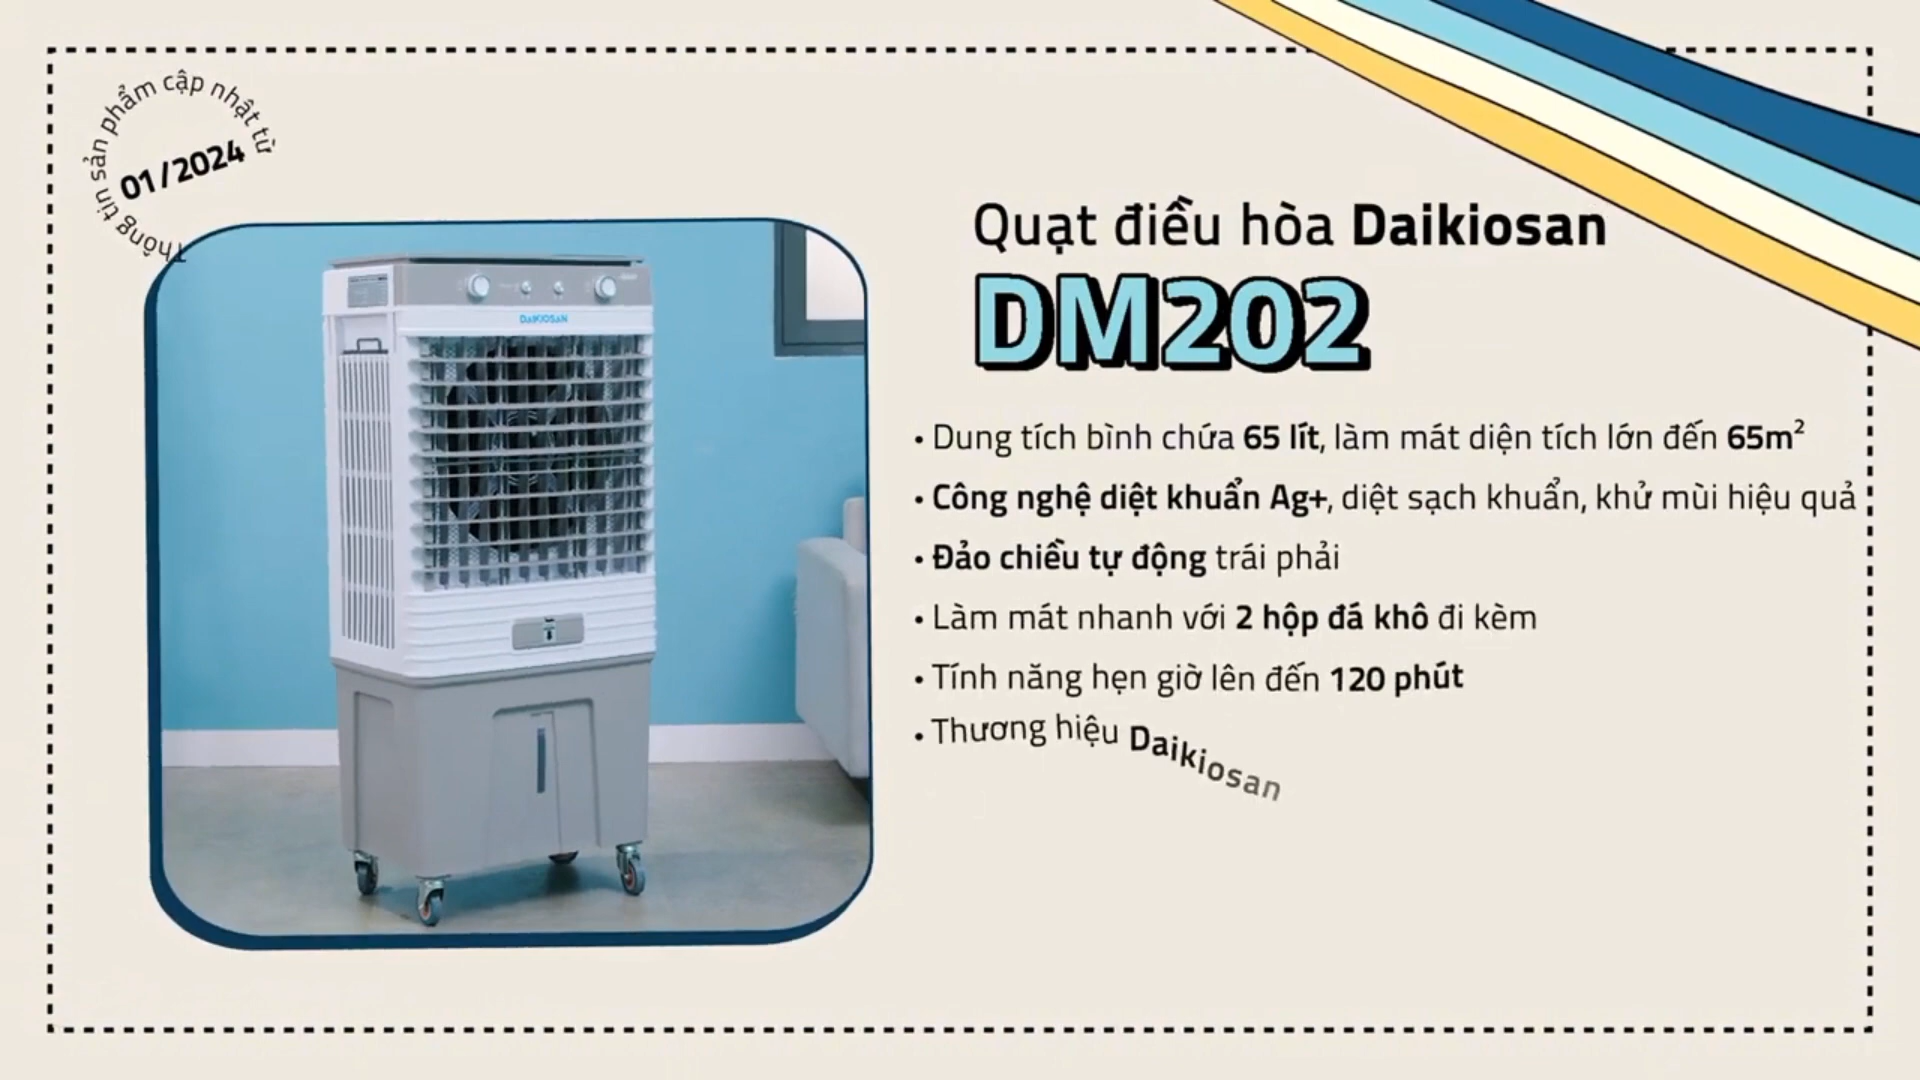 Thông tin sản phẩm cập nhật từ
01/2024
DAIKIOSAN
Quạt điều hòa Daikiosan
DM202
• Dung tích bình chứa 65 lít, làm mát diện tích lớn đến 65m²
• Công nghệ diệt khuẩn Ag+, diệt sạch khuẩn, khử mùi hiệu quả
• Đảo chiều tự động trái phải
• Làm mát nhanh với 2 hộp đá khô đi kèm
• Tính năng hẹn giờ lên đến 120 phút
• Thương hiệu Daikiosan